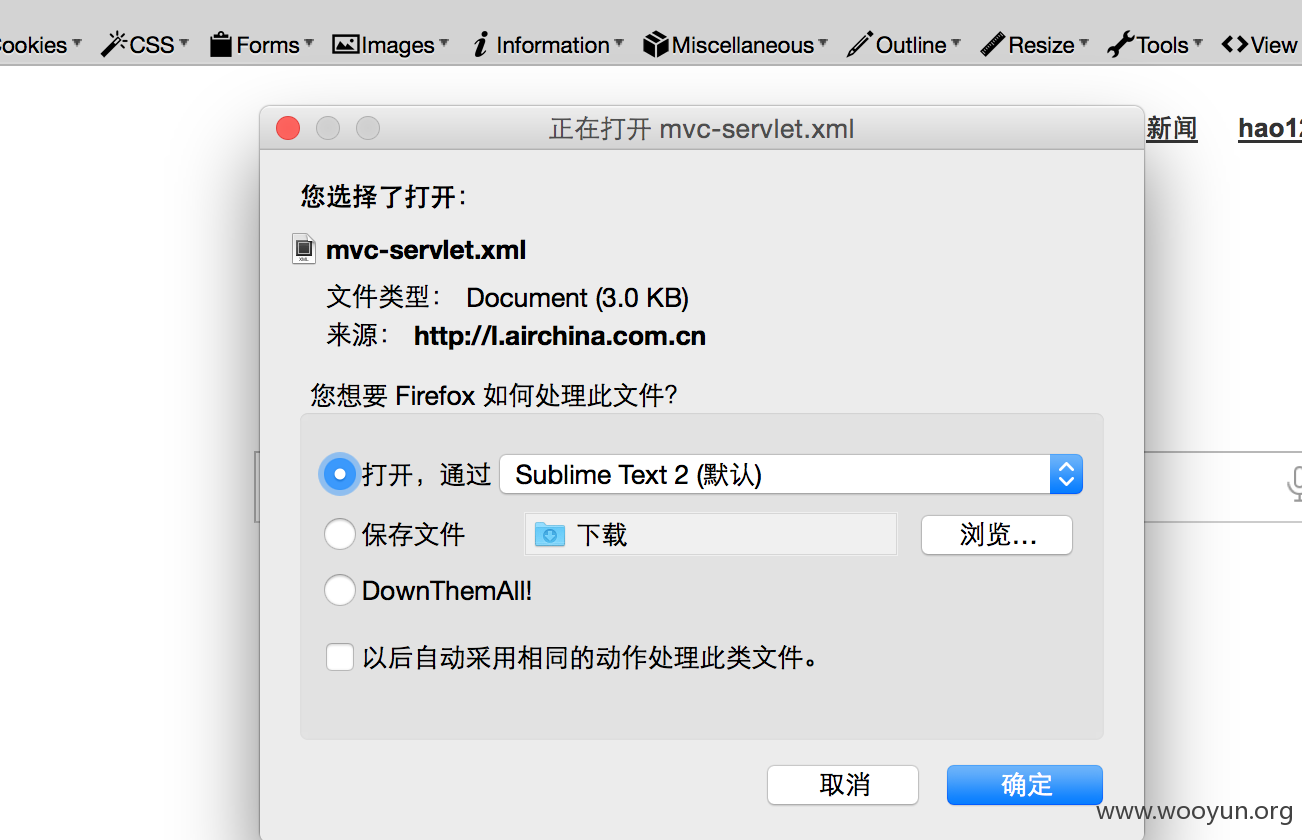 ookies CSS Forms Images Information Miscellaneous Outline Resize Tools View
正在打开 mvc-servlet.xml
新闻 hao12
您选择了打开：
mvc-servlet.xml
文件类型： Document (3.0 KB)
来源： http://l.airchina.com.cn
您想要 Firefox 如何处理此文件？
打开，通过 Sublime Text 2 (默认)
保存文件 下载 浏览…
DownThemAll!
以后自动采用相同的动作处理此类文件。
取消 确定
www.wooyun.org